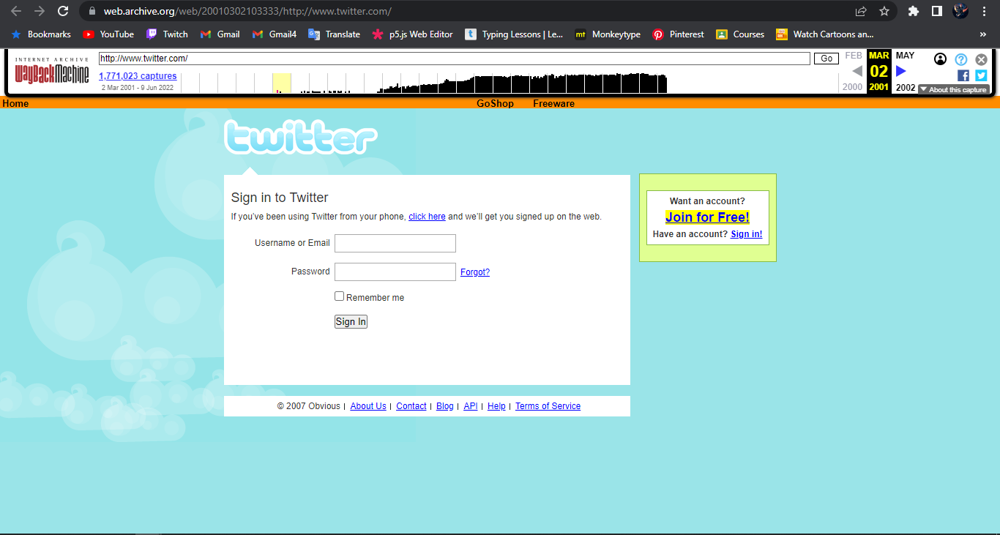 web.archive.org/web/20010302103333/http://www.twitter.com/
Bookmarks YouTube Twitch Gmail Gmail4 Translate p5.js Web Editor Typing Lessons | Le... Monkeytype Pinterest Courses Watch Cartoons an... »
INTERNET ARCHIVE
WayBackMachine
http://www.twitter.com/ Go
FEB MAR MAY
1,771,023 captures
02
2 Mar 2001 - 9 Jun 2022
2000 2001 2002
About this capture
Home GoShop Freeware
twitter
Sign in to Twitter
If you’ve been using Twitter from your phone, click here and we’ll get you signed up on the web.
Username or Email
Password Forgot?
Remember me
Sign In
Want an account?
Join for Free!
Have an account? Sign in!
© 2007 Obvious | About Us | Contact | Blog | API | Help | Terms of Service